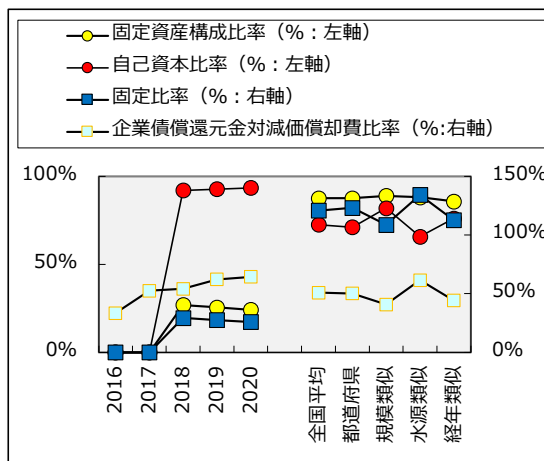 固定資産構成比率（%：左軸）
自己資本比率（%：左軸）
固定比率（%：右軸）
企業債償還元金対減価償却費比率（%:右軸）
100%
50%
0%
150%
100%
50%
0%
2016
2017
2018
2019
2020
全国平均
都道府県
規模類似
水源類似
経年類似